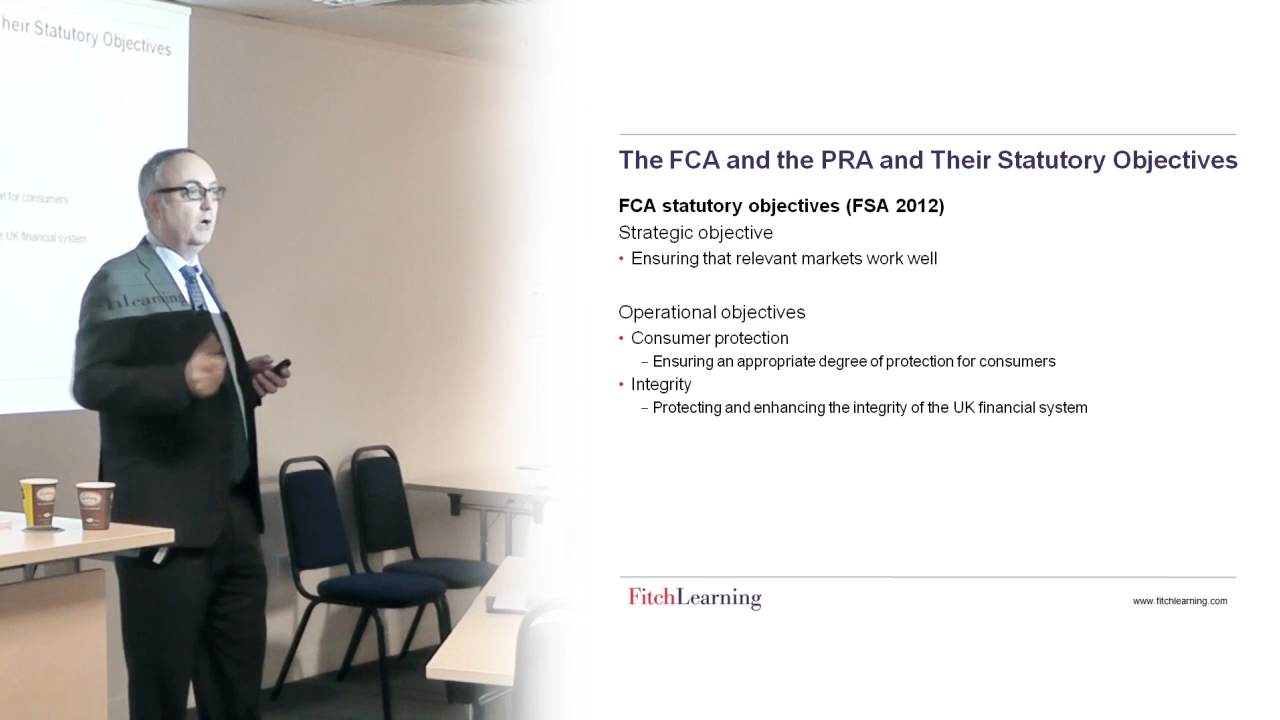 heir Statutory Objectives
n for consumers
e UK financial system
Learning
The FCA and the PRA and Their Statutory Objectives
FCA statutory objectives (FSA 2012)
Strategic objective
• Ensuring that relevant markets work well
Operational objectives
• Consumer protection
– Ensuring an appropriate degree of protection for consumers
• Integrity
– Protecting and enhancing the integrity of the UK financial system
FitchLearning
www.fitchlearning.com